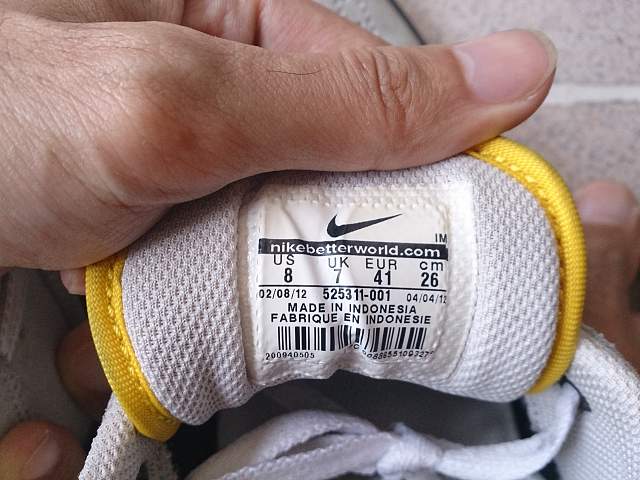 IM
nikebetterworld.com
US UK EUR cm
8 7 41 26
02/08/12 525311-001 04/04/12
MADE IN INDONESIA
FABRIQUE EN INDONESIE
200940505